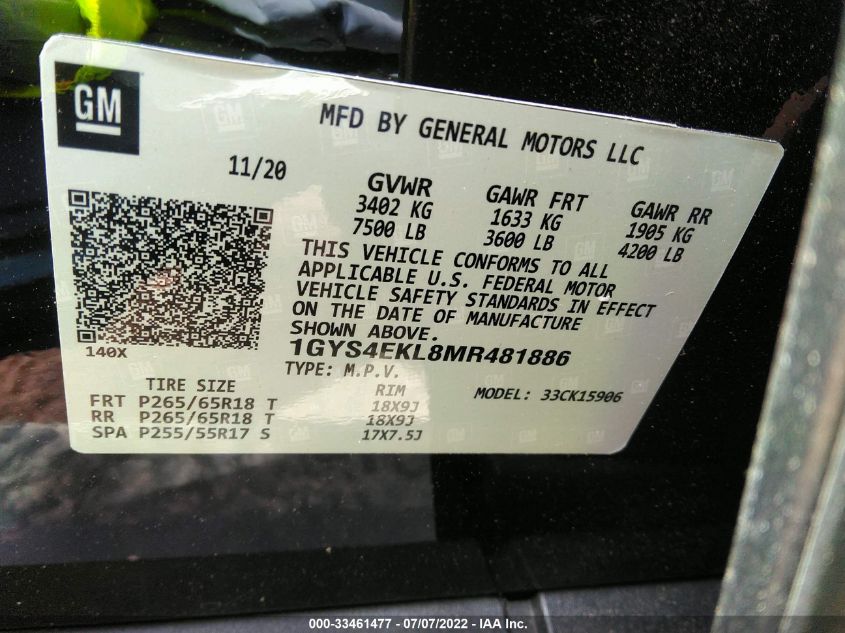 GM
MFD BY GENERAL MOTORS LLC
11/20
GVWR GAWR FRT GAWR RR
3402 KG 1633 KG 1905 KG
7500 LB 3600 LB 4200 LB
THIS VEHICLE CONFORMS TO ALL
APPLICABLE U.S. FEDERAL MOTOR
VEHICLE SAFETY STANDARDS IN EFFECT
ON THE DATE OF MANUFACTURE
SHOWN ABOVE.
1GYS4EKL8MR481886
140X
TYPE: M.P.V.
MODEL: 33CK15906
TIRE SIZE RIM
FRT P265/65R18 T 18X9J
RR P265/65R18 T 18X9J
SPA P255/55R17 S 17X7.5J
000-33461477 - 07/07/2022 - IAA Inc.